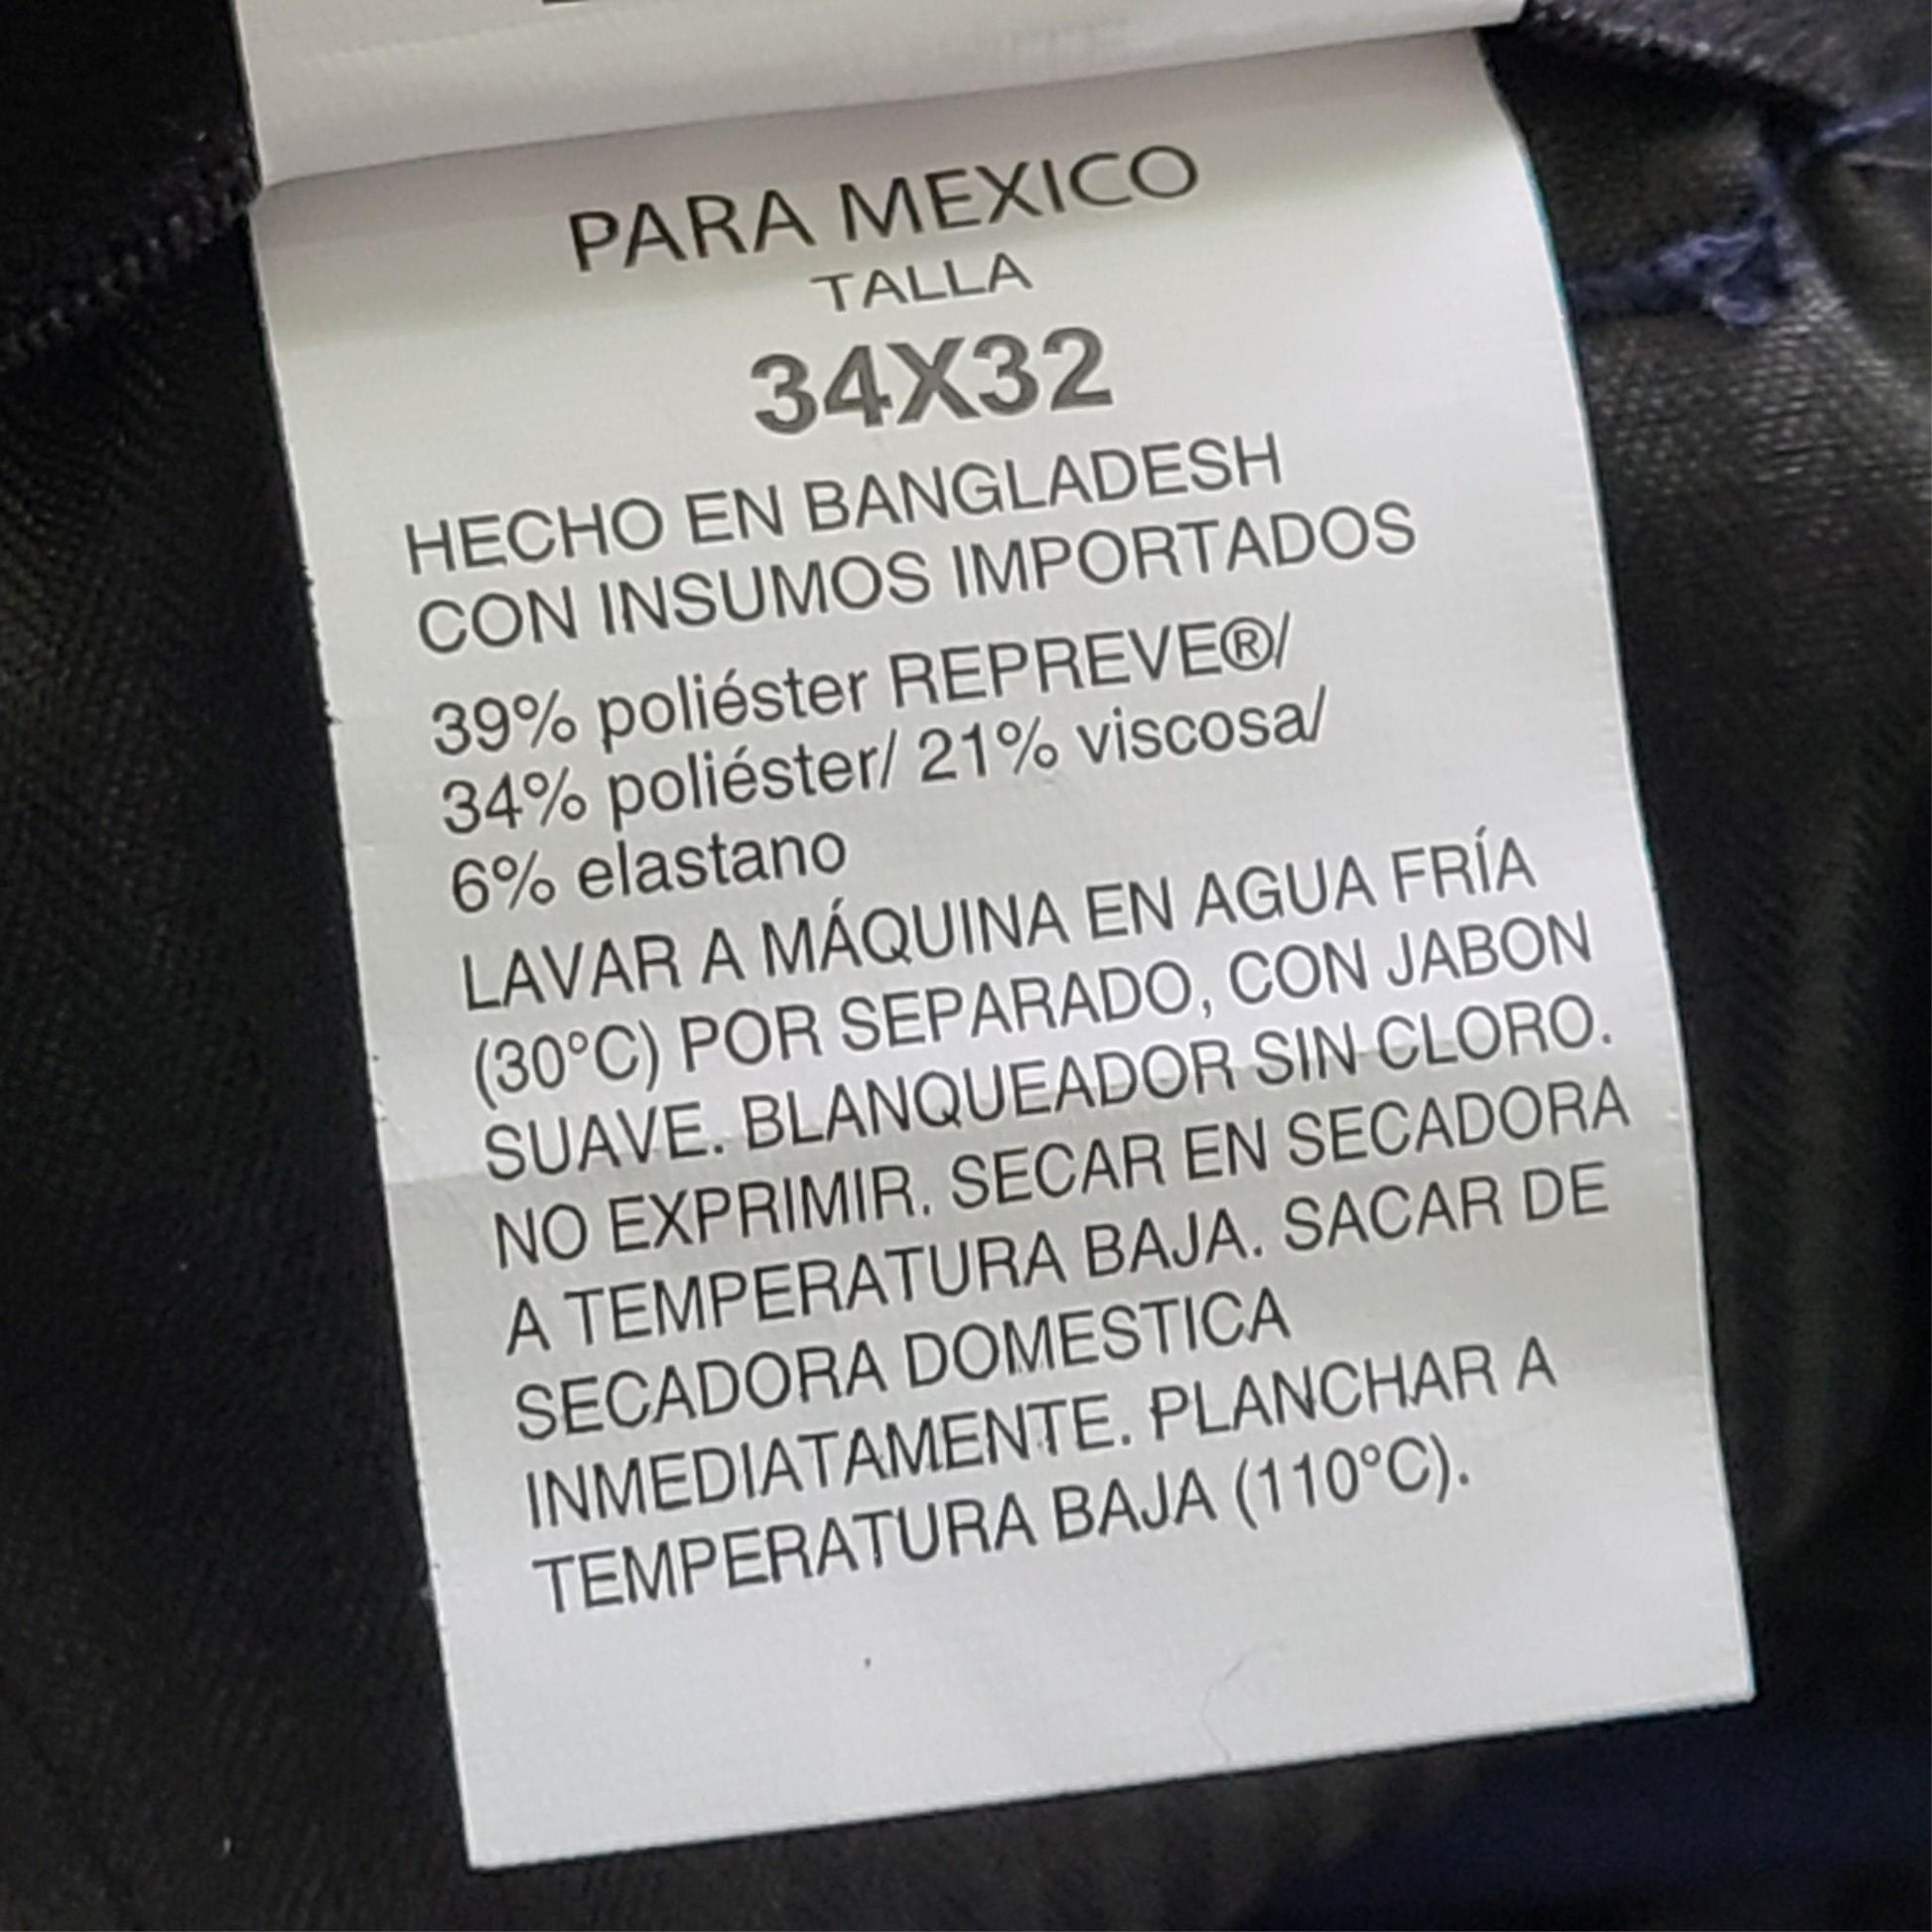 PARA MEXICO
TALLA
34X32
HECHO EN BANGLADESH
CON INSUMOS IMPORTADOS
39% poliéster REPREVE®/
34% poliéster/ 21% viscosa/
6% elastano
LAVAR A MÁQUINA EN AGUA FRÍA
(30°C) POR SEPARADO, CON JABON
SUAVE. BLANQUEADOR SIN CLORO.
NO EXPRIMIR. SECAR EN SECADORA
A TEMPERATURA BAJA. SACAR DE
SECADORA DOMESTICA
INMEDIATAMENTE. PLANCHAR A
TEMPERATURA BAJA (110°C).